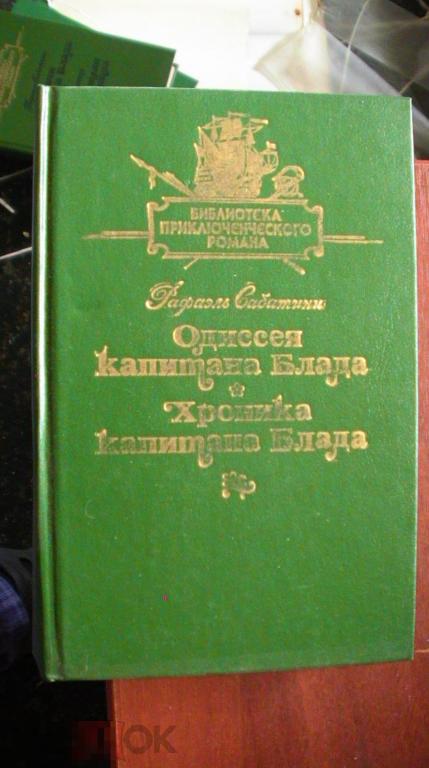 БИБЛИОТЕКА
ПРИКЛЮЧЕНЧЕСКОГО
РОМАНА
Рафаэль Сабатини
Одиссея
капитана Блада
Хроника
капитана Блада